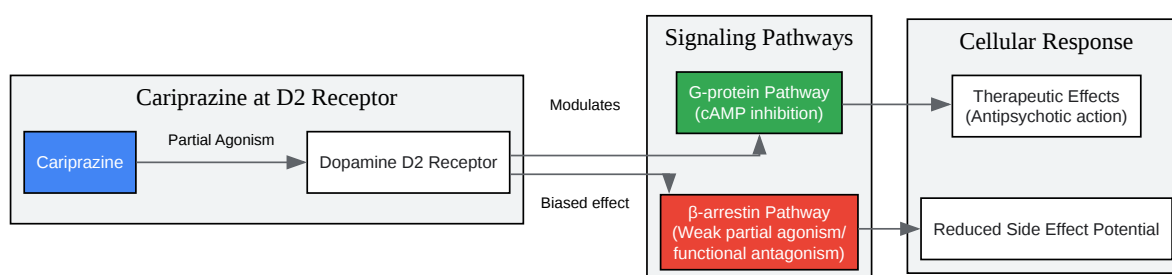 Cariprazine at D2 Receptor
Cariprazine
Partial Agonism
Dopamine D2 Receptor
Modulates
Biased effect
Signaling Pathways
G-protein Pathway
(cAMP inhibition)
β-arrestin Pathway
(Weak partial agonism/
functional antagonism)
Cellular Response
Therapeutic Effects
(Antipsychotic action)
Reduced Side Effect Potential